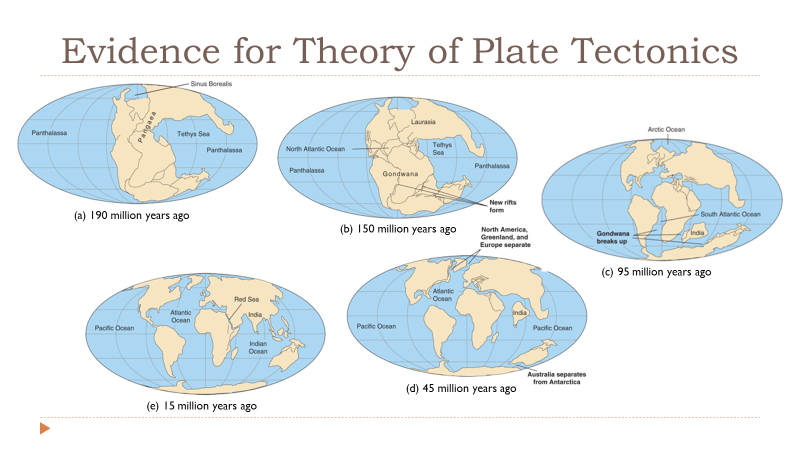 Evidence for Theory of Plate Tectonics
Sinus Borealis
Panthalassa
Pangaea
Tethys Sea
Panthalassa
(a) 190 million years ago
Laurasia
North Atlantic Ocean
Tethys
Sea
Panthalassa
Panthalassa
Gondwana
New rifts
form
(b) 150 million years ago
Arctic Ocean
South Atlantic Ocean
Gondwana
breaks up
India
(c) 95 million years ago
North America,
Greenland, and
Europe separate
Atlantic
Ocean
India
Pacific Ocean
Pacific Ocean
Australia separates
from Antarctica
(d) 45 million years ago
Red Sea
Atlantic
Ocean
India
Pacific Ocean
Indian
Ocean
(e) 15 million years ago